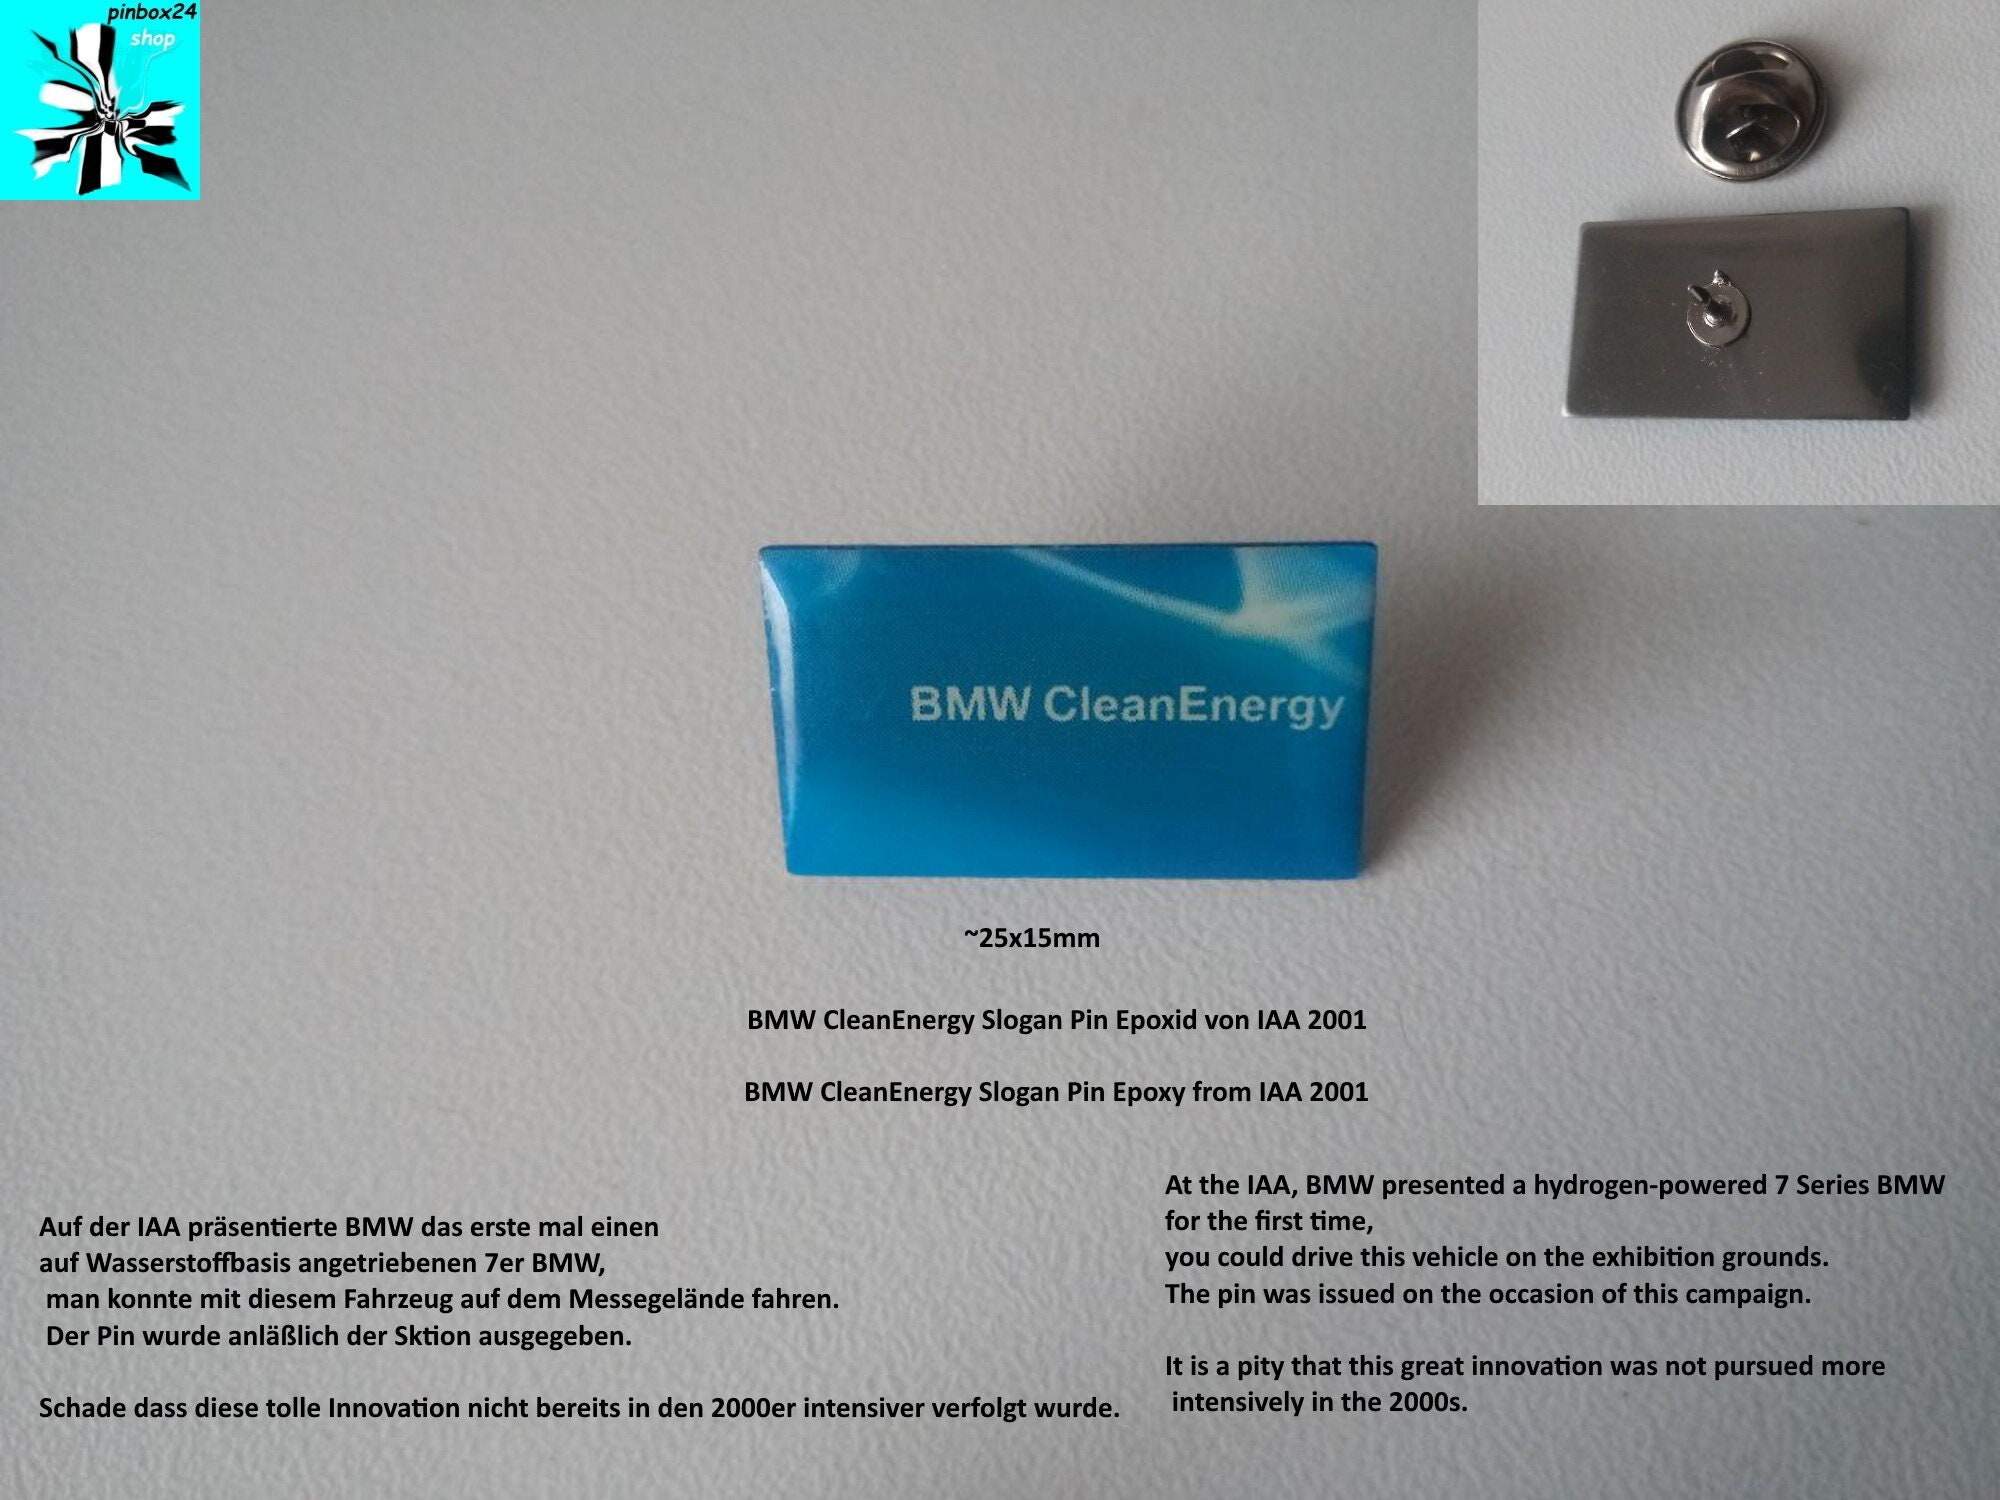 pinbox24
shop
BMW CleanEnergy
~25x15mm
BMW CleanEnergy Slogan Pin Epoxid von IAA 2001
BMW CleanEnergy Slogan Pin Epoxy from IAA 2001
Auf der IAA präsentierte BMW das erste mal einen
auf Wasserstoffbasis angetriebenen 7er BMW,
man konnte mit diesem Fahrzeug auf dem Messegelände fahren.
Der Pin wurde anläßlich der Sktion ausgegeben.
Schade dass diese tolle Innovation nicht bereits in den 2000er intensiver verfolgt wurde.
At the IAA, BMW presented a hydrogen-powered 7 Series BMW
for the first time,
you could drive this vehicle on the exhibition grounds.
The pin was issued on the occasion of this campaign.
It is a pity that this great innovation was not pursued more
intensively in the 2000s.